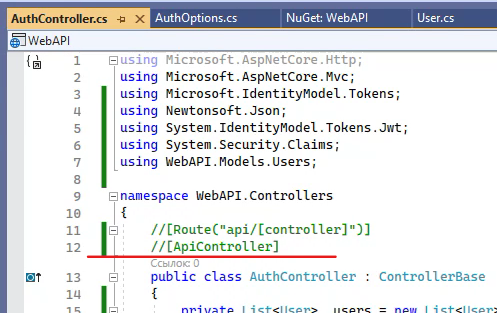 AuthController.cs AuthOptions.cs NuGet: WebAPI User.cs
WebAPI
1 using Microsoft.AspNetCore.Http;
2 using Microsoft.AspNetCore.Mvc;
3 using Microsoft.IdentityModel.Tokens;
4 using Newtonsoft.Json;
5 using System.IdentityModel.Tokens.Jwt;
6 using System.Security.Claims;
7 using WebAPI.Models.Users;
8
9 namespace WebAPI.Controllers
10 {
11 //[Route("api/[controller]")]
12 //[ApiController]
Ссылок: 0
13 public class AuthController : ControllerBase
14 {
15 private List<User> _users = new List<User